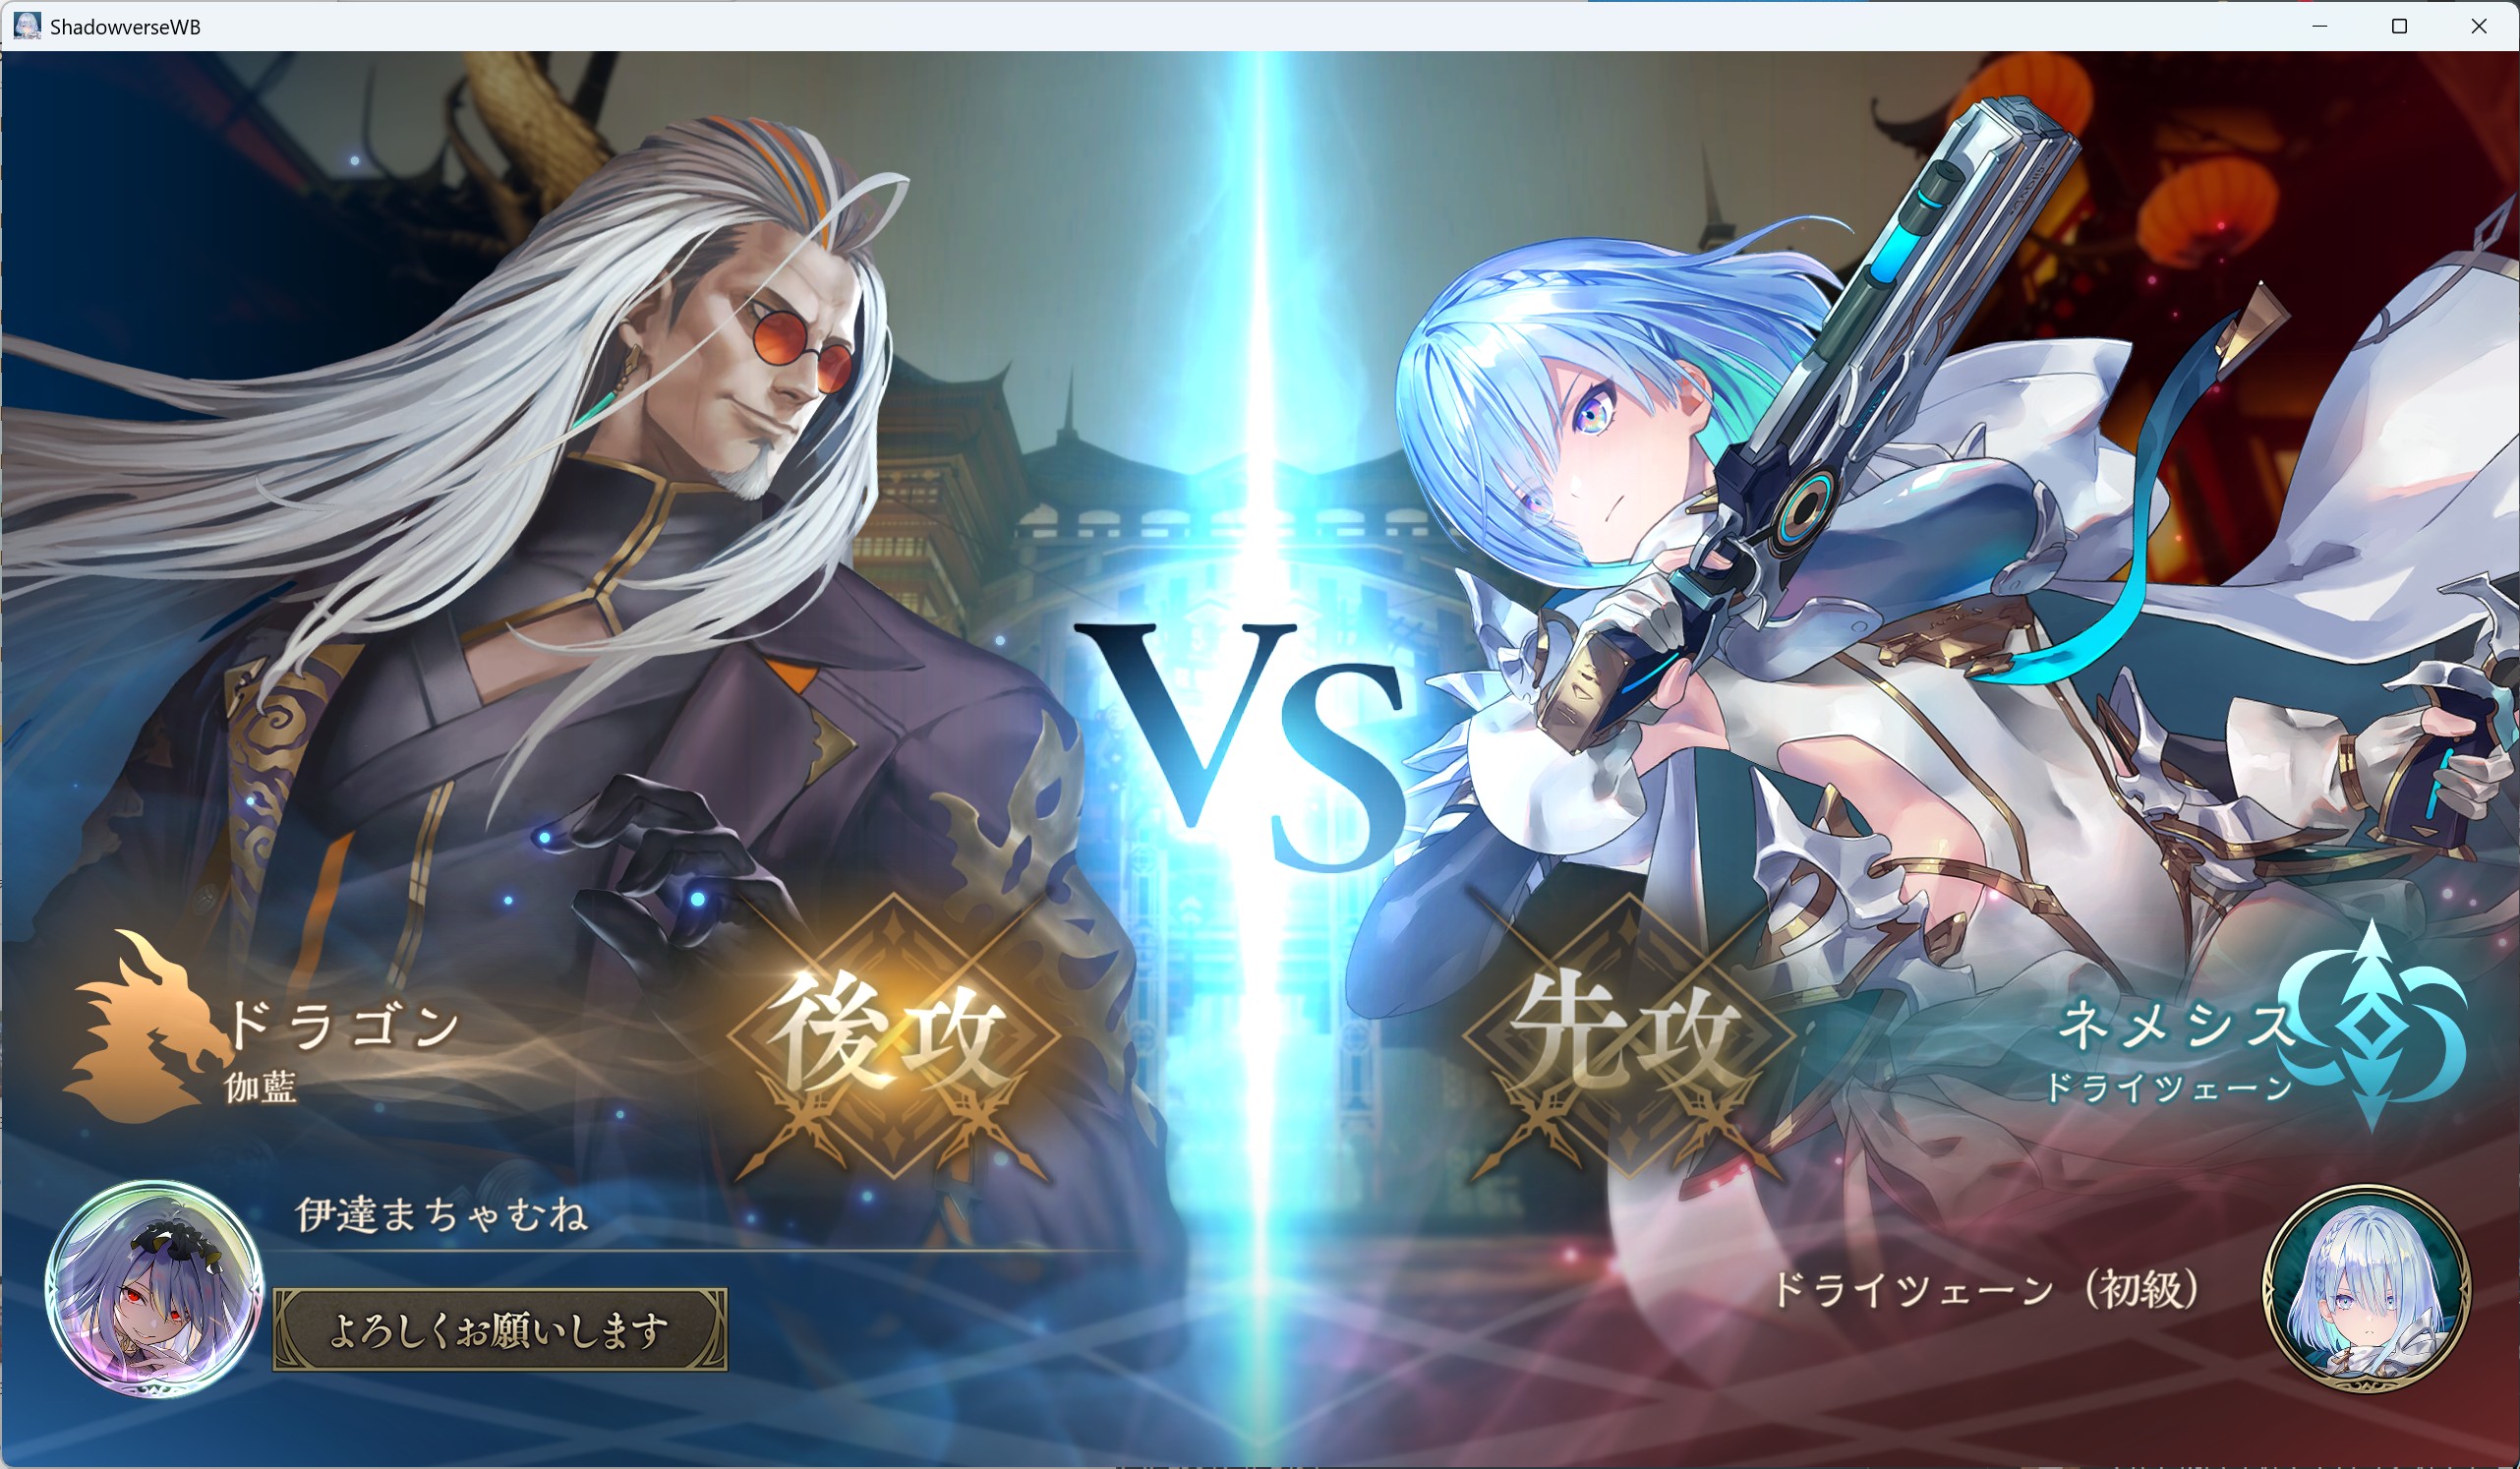 ShadowverseWB
VS
ドラゴン
伽藍
後攻
先攻
ネメシス
ドライツェーン
伊達まちゃむね
よろしくお願いします
ドライツェーン（初級）